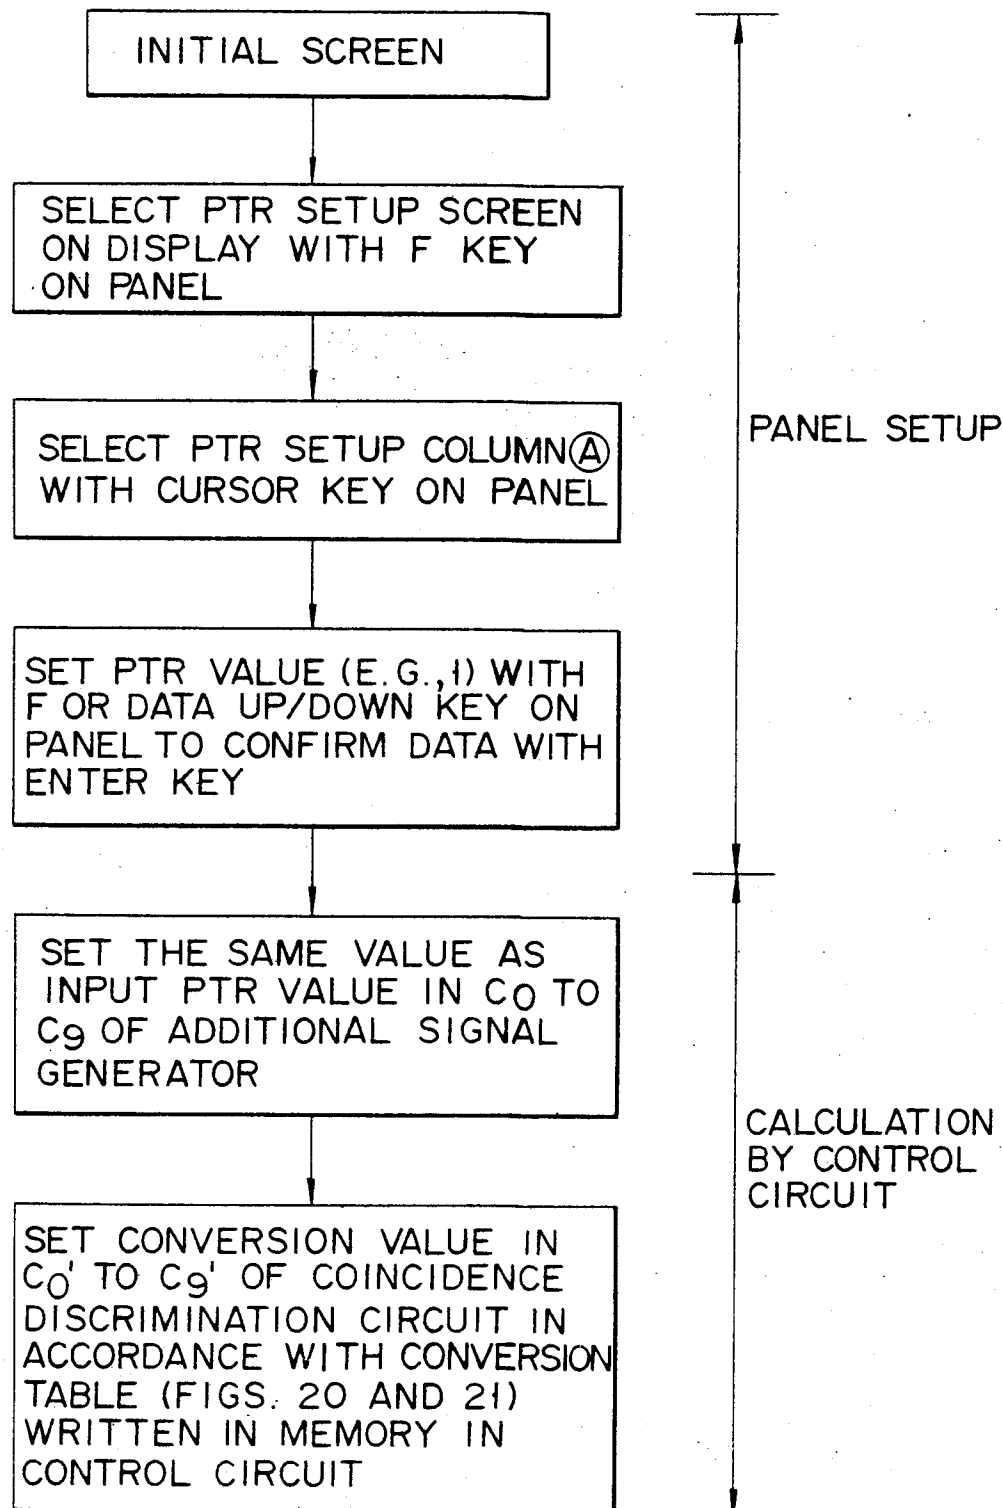 INITIAL SCREEN
SELECT PTR SETUP SCREEN
ON DISPLAY WITH F KEY
ON PANEL
SELECT PTR SETUP COLUMN Ⓐ
WITH CURSOR KEY ON PANEL
SET PTR VALUE (E.G.,1) WITH
F OR DATA UP/DOWN KEY ON
PANEL TO CONFIRM DATA WITH
ENTER KEY
SET THE SAME VALUE AS
INPUT PTR VALUE IN C0 TO
C9 OF ADDITIONAL SIGNAL
GENERATOR
SET CONVERSION VALUE IN
C0' TO C9' OF COINCIDENCE
DISCRIMINATION CIRCUIT IN
ACCORDANCE WITH CONVERSION
TABLE (FIGS. 20 AND 21)
WRITTEN IN MEMORY IN
CONTROL CIRCUIT
PANEL SETUP
CALCULATION
BY CONTROL
CIRCUIT